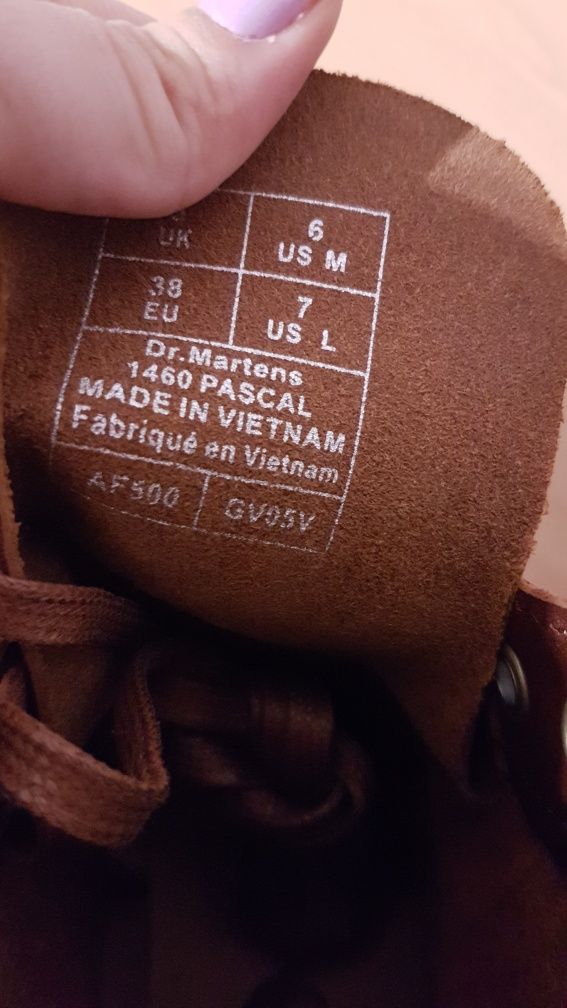 UK
6
US M
38
EU
7
US L
Dr.Martens
1460 PASCAL
MADE IN VIETNAM
Fabriqué en Vietnam
AF500
GV05V